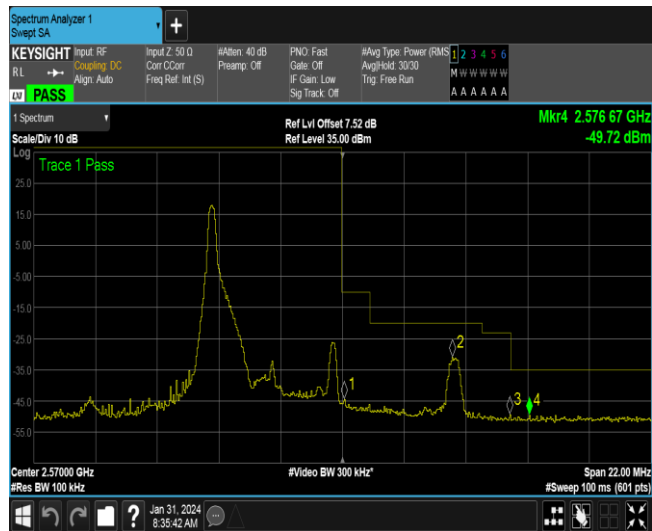 Spectrum Analyzer 1
Swept SA
+
KEYSIGHT
RL
LXI PASS
Input: RF
Coupling: DC
Align: Auto
Input Z: 50 Ω
Corr CCorr
Freq Ref: Int (S)
#Atten: 40 dB
Preamp: Off
PNO: Fast
Gate: Off
IF Gain: Low
Sig Track: Off
#Avg Type: Power (RMS
Avg|Hold: 30/30
Trig: Free Run
1 2 3 4 5 6
M W W W W W
A A A A A A
1 Spectrum
Scale/Div 10 dB
Ref Lvl Offset 7.52 dB
Ref Level 35.00 dBm
Mkr4 2.576 67 GHz
-49.72 dBm
Log
Trace 1 Pass
25.0
15.0
5.00
-5.00
-15.0
-25.0
-35.0
-45.0
-55.0
1
2
3
4
Center 2.57000 GHz
#Res BW 100 kHz
#Video BW 300 kHz*
Span 22.00 MHz
#Sweep 100 ms (601 pts)
?
Jan 31, 2024
8:35:42 AM